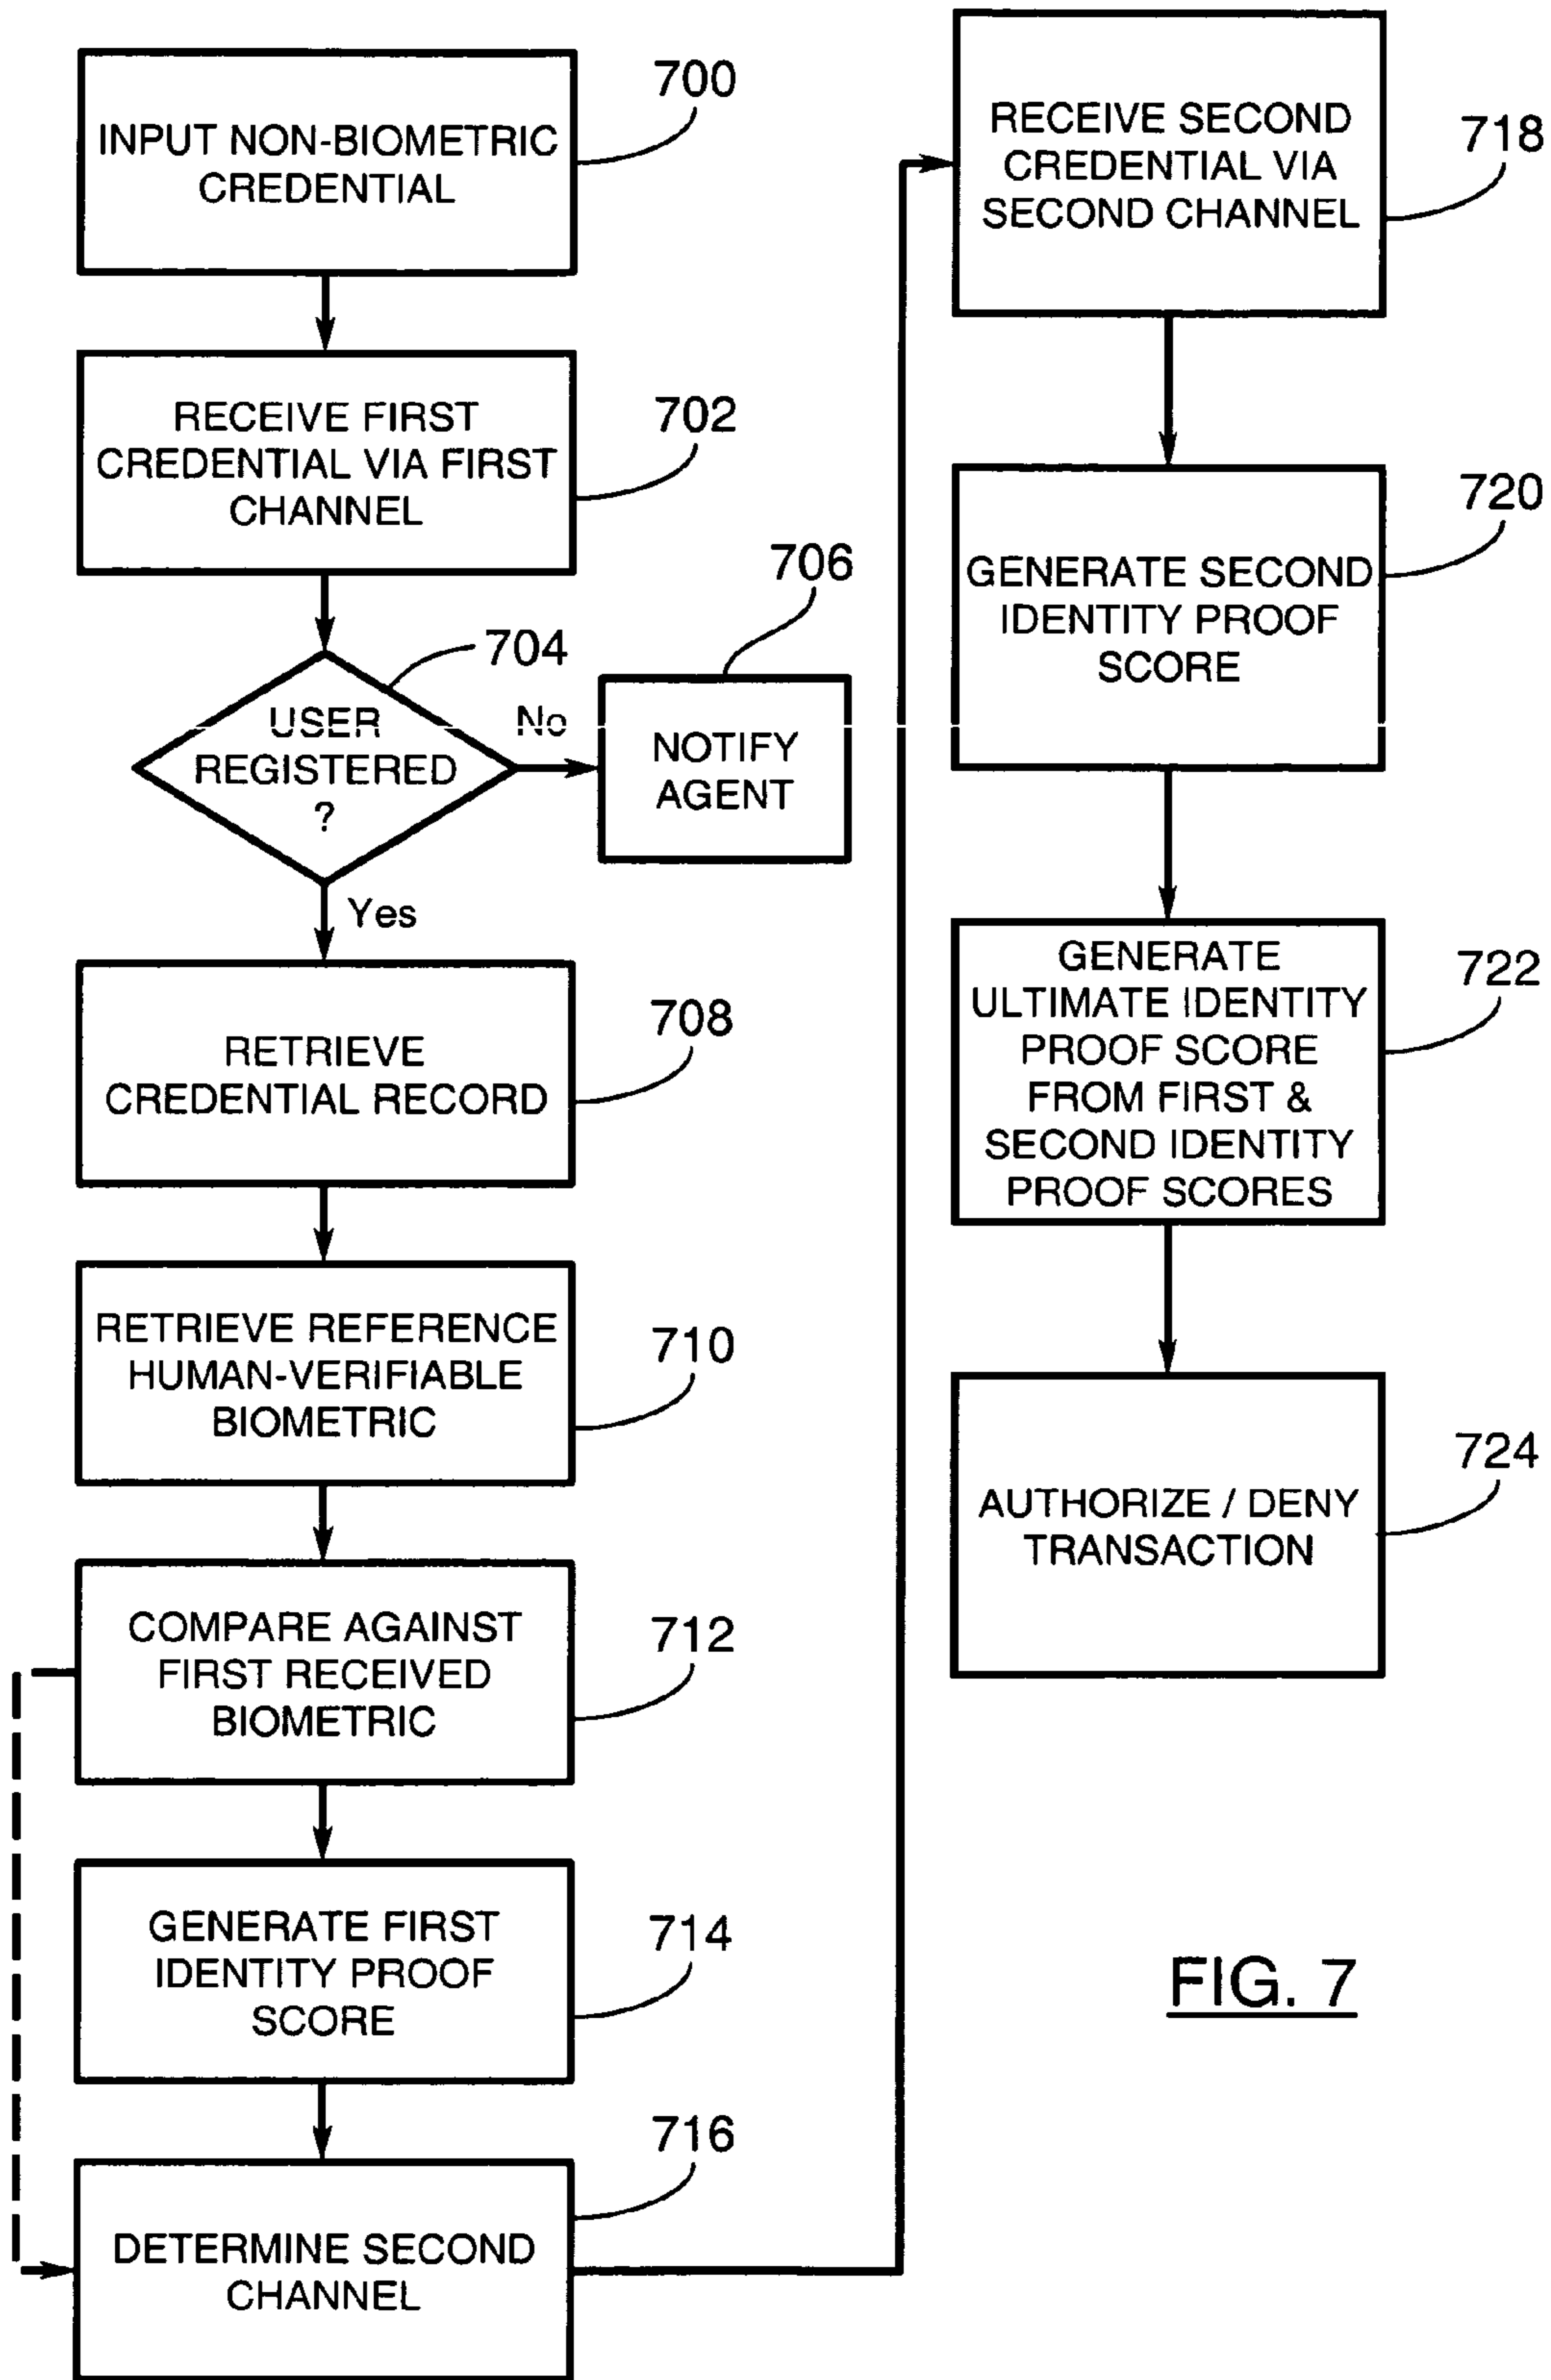 INPUT NON-BIOMETRIC
CREDENTIAL
700
RECEIVE FIRST
CREDENTIAL VIA FIRST
CHANNEL
702
USER
REGISTERED
?
704
No
NOTIFY
AGENT
706
Yes
RETRIEVE
CREDENTIAL RECORD
708
RETRIEVE REFERENCE
HUMAN-VERIFIABLE
BIOMETRIC
710
COMPARE AGAINST
FIRST RECEIVED
BIOMETRIC
712
GENERATE FIRST
IDENTITY PROOF
SCORE
714
DETERMINE SECOND
CHANNEL
716
RECEIVE SECOND
CREDENTIAL VIA
SECOND CHANNEL
718
GENERATE SECOND
IDENTITY PROOF
SCORE
720
GENERATE
ULTIMATE IDENTITY
PROOF SCORE
FROM FIRST &
SECOND IDENTITY
PROOF SCORES
722
AUTHORIZE / DENY
TRANSACTION
724
FIG. 7